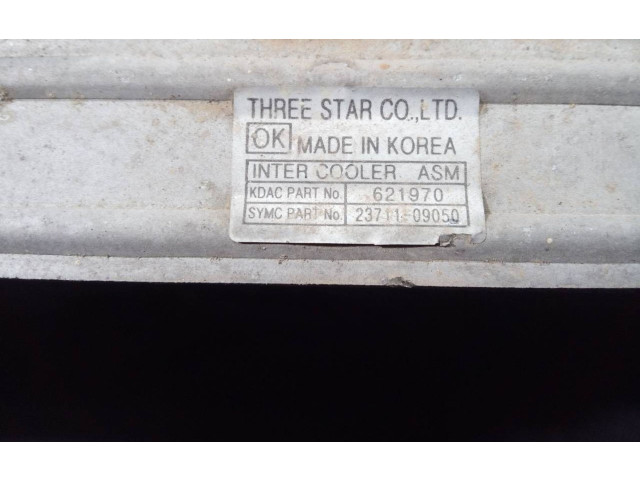 THREE STAR CO.,LTD.
OK MADE IN KOREA
INTER COOLER ASM
KDAC PART No. 621970
SYMC PART No. 23711-09050